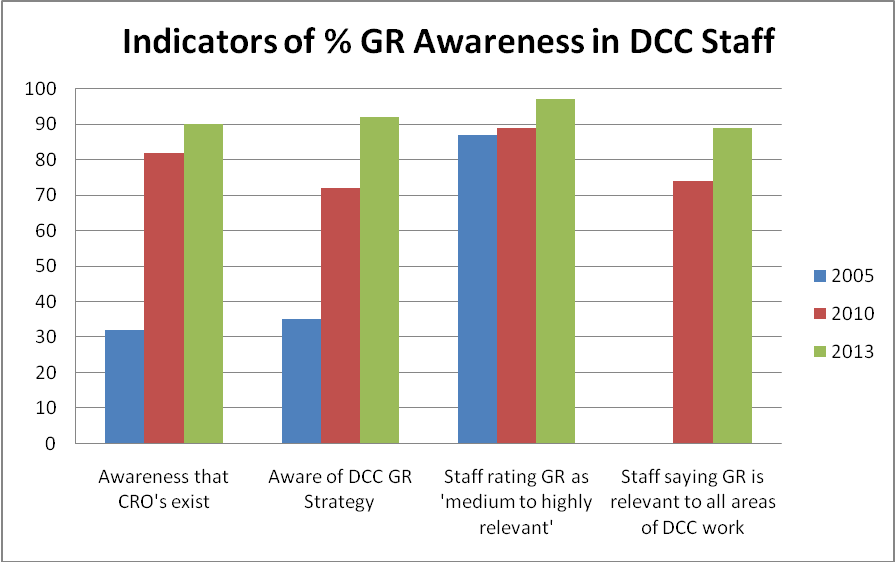 Indicators of % GR Awareness in DCC Staff
100
90
80
70
60
50
40
30
20
10
0
Awareness that
CRO's exist
Aware of DCC GR
Strategy
Staff rating GR as
'medium to highly
relevant'
Staff saying GR is
relevant to all areas
of DCC work
2005
2010
2013